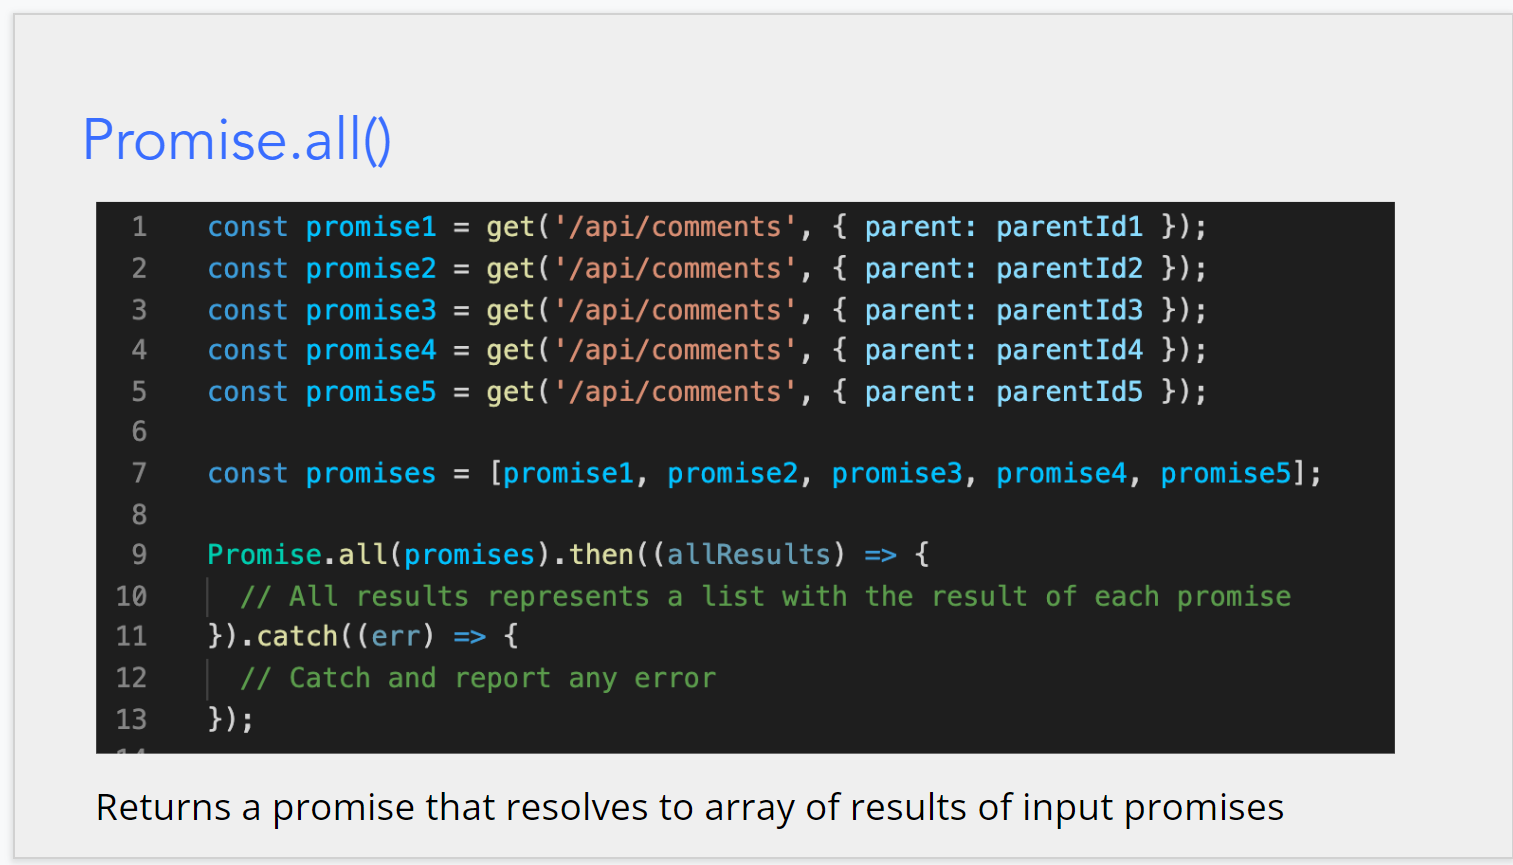 Promise.all()
1 const promise1 = get('/api/comments', { parent: parentId1 });
2 const promise2 = get('/api/comments', { parent: parentId2 });
3 const promise3 = get('/api/comments', { parent: parentId3 });
4 const promise4 = get('/api/comments', { parent: parentId4 });
5 const promise5 = get('/api/comments', { parent: parentId5 });
6
7 const promises = [promise1, promise2, promise3, promise4, promise5];
8
9 Promise.all(promises).then((allResults) => {
10 // All results represents a list with the result of each promise
11 }).catch((err) => {
12 // Catch and report any error
13 });
Returns a promise that resolves to array of results of input promises